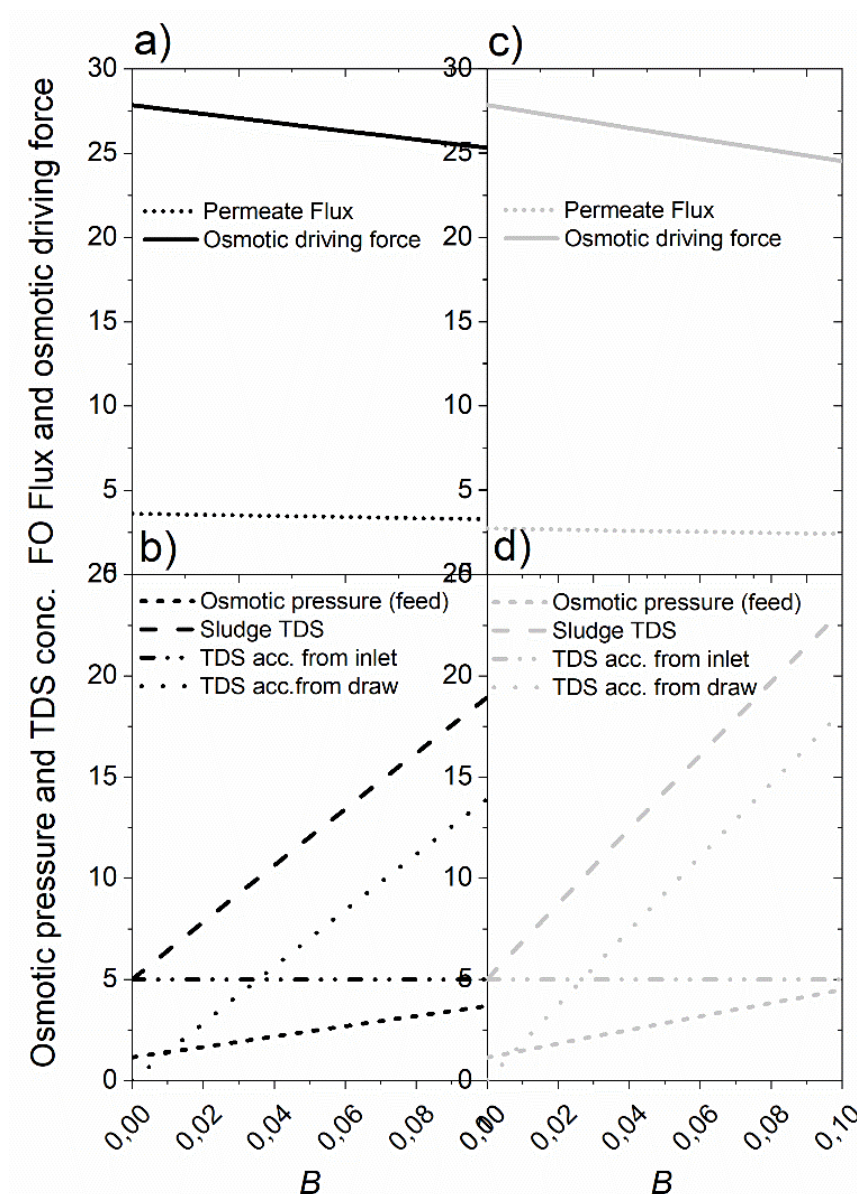 a)
c)
FO Flux and osmotic driving force
30
25
20
15
10
5
Permeate Flux
Osmotic driving force
30
25
20
15
10
5
Permeate Flux
Osmotic driving force
b)
d)
Osmotic pressure and TDS conc.
20
15
10
5
0
Osmotic pressure (feed)
Sludge TDS
TDS acc. from inlet
TDS acc.from draw
20
15
10
5
0
Osmotic pressure (feed)
Sludge TDS
TDS acc. from inlet
TDS acc.from draw
0,00
0,02
0,04
0,06
0,08
0,00
0,02
0,04
0,06
0,08
0,10
B
B